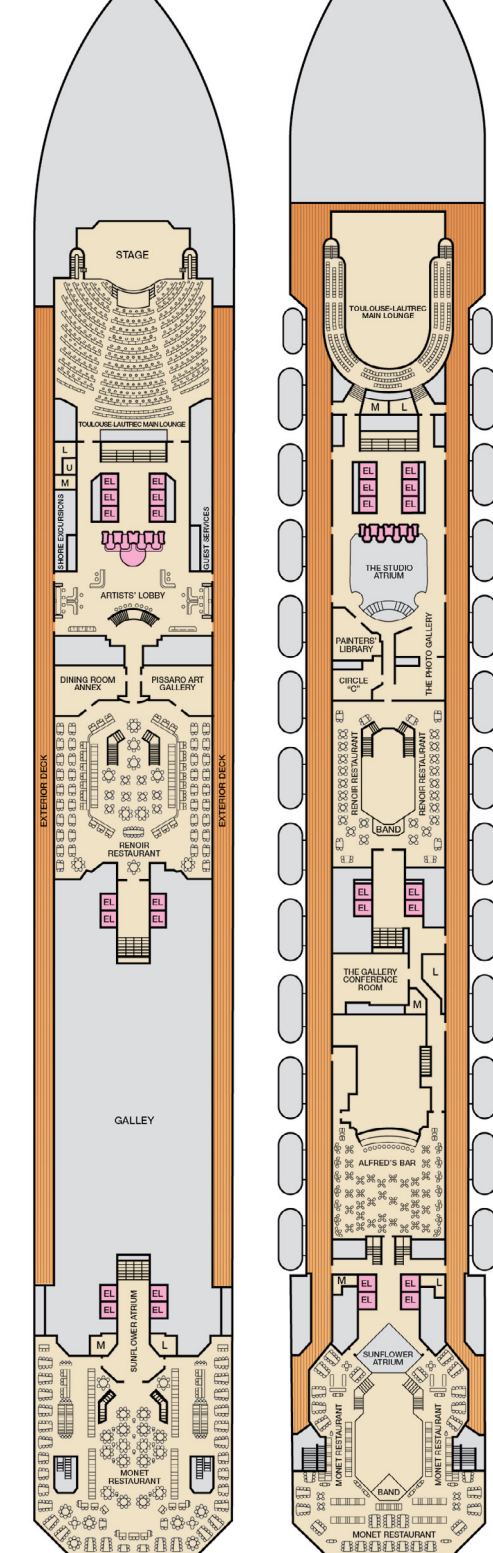 STAGE
TOULOUSE-LAUTREC MAIN LOUNGE
L
U
M
EL
EL
EL
EL
EL
EL
SHORE EXCURSIONS
GUEST SERVICES
ARTISTS' LOBBY
DINING ROOM
ANNEX
PISSARO ART
GALLERY
EXTERIOR DECK
EXTERIOR DECK
RENOIR
RESTAURANT
EL
EL
EL
EL
GALLEY
EL
EL
EL
EL
SUNFLOWER ATRIUM
M
L
MONET
RESTAURANT
TOULOUSE-LAUTREC
MAIN LOUNGE
M
L
EL
EL
EL
EL
EL
EL
THE STUDIO
ATRIUM
PAINTERS'
LIBRARY
THE PHOTO GALLERY
CIRCLE
"C"
RENOIR RESTAURANT
RENOIR RESTAURANT
BAND
EL
EL
EL
EL
THE GALLERY
CONFERENCE
ROOM
L
M
ALFRED'S BAR
M
EL
EL
L
EL
EL
SUNFLOWER
ATRIUM
MONET RESTAURANT
MONET RESTAURANT
BAND
MONET RESTAURANT